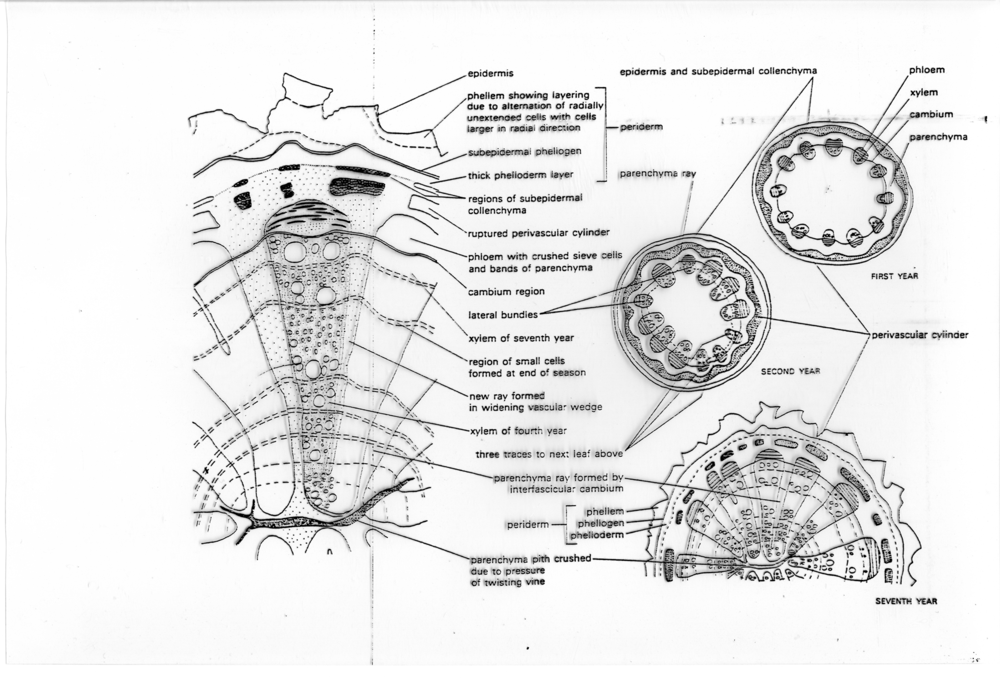 epidermis
phellem showing layering
due to alternation of radially
unextended cells with cells
larger in radial direction
periderm
subepidermal phellogen
thick phelloderm layer
regions of subepidermal
collenchyma
ruptured perivascular cylinder
phloem with crushed sieve cells
and bands of parenchyma
cambium region
lateral bundles
xylem of seventh year
region of small cells
formed at end of season
new ray formed
in widening vascular wedge
xylem of fourth year
three traces to next leaf above
parenchyma ray formed by
interfascicular cambium
periderm
phellem
phellogen
phelloderm
parenchyma pith crushed
due to pressure
of twisting vine
epidermis and subepidermal collenchyma
parenchyma ray
phloem
xylem
cambium
parenchyma
FIRST YEAR
perivascular cylinder
SECOND YEAR
SEVENTH YEAR